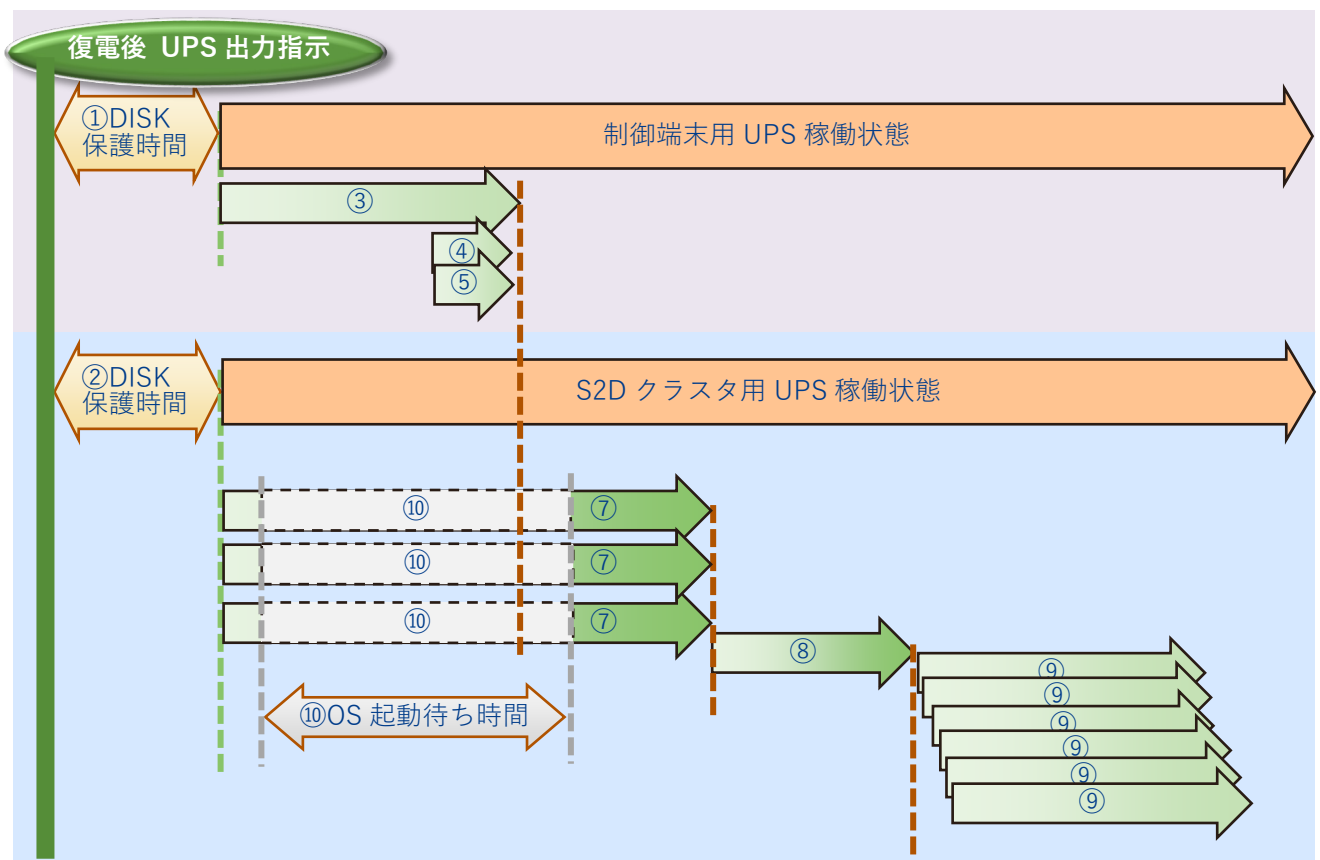 復電後 UPS 出力指示
①DISK
保護時間
制御端末用 UPS 稼働状態
③
④
⑤
②DISK
保護時間
S2D クラスタ用 UPS 稼働状態
⑩ ⑦
⑩ ⑦
⑩ ⑦
⑧
⑨
⑨
⑨
⑨
⑨
⑨
⑩OS 起動待ち時間